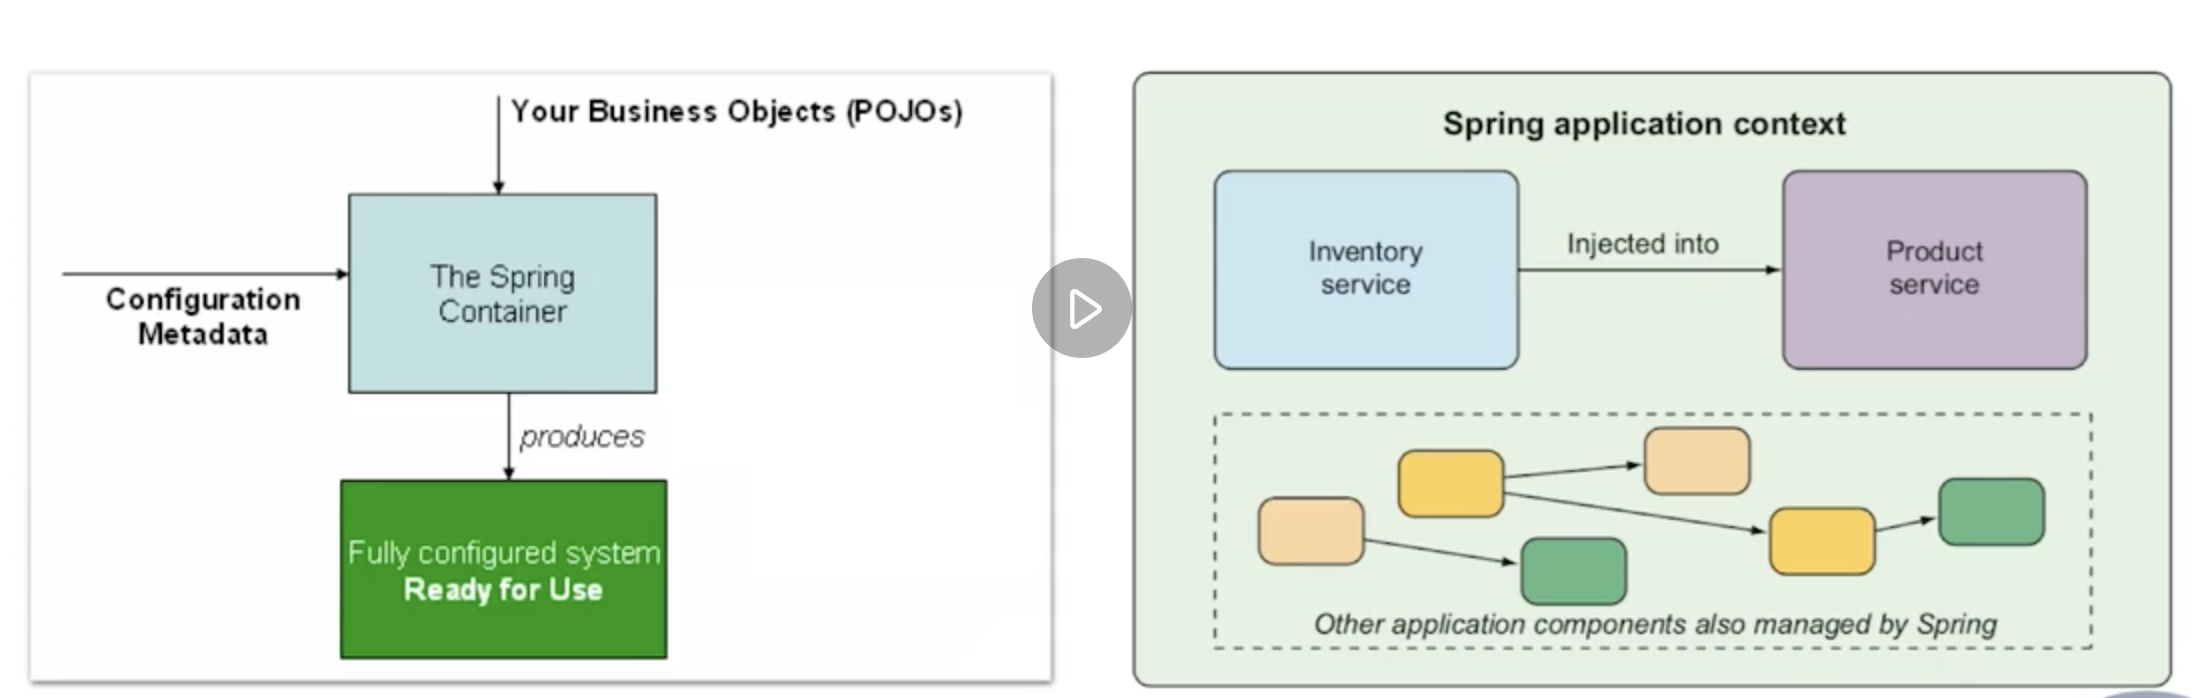 Your Business Objects (POJOs)
The Spring
Container
Configuration
Metadata
produces
Fully configured system
Ready for Use
Spring application context
Inventory
service
Injected into
Product
service
Other application components also managed by Spring